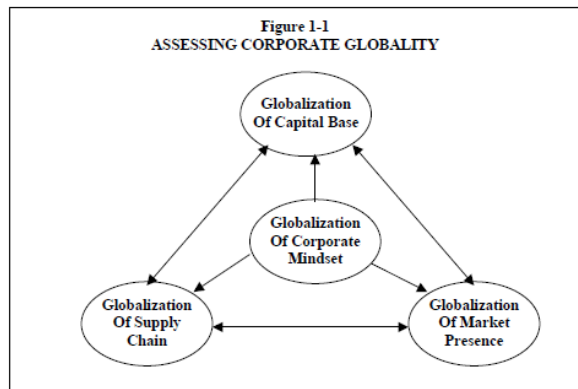 Figure 1-1
ASSESSING CORPORATE GLOBALITY
Globalization
Of Capital Base
Globalization
Of Corporate
Mindset
Globalization
Of Supply
Chain
Globalization
Of Market
Presence